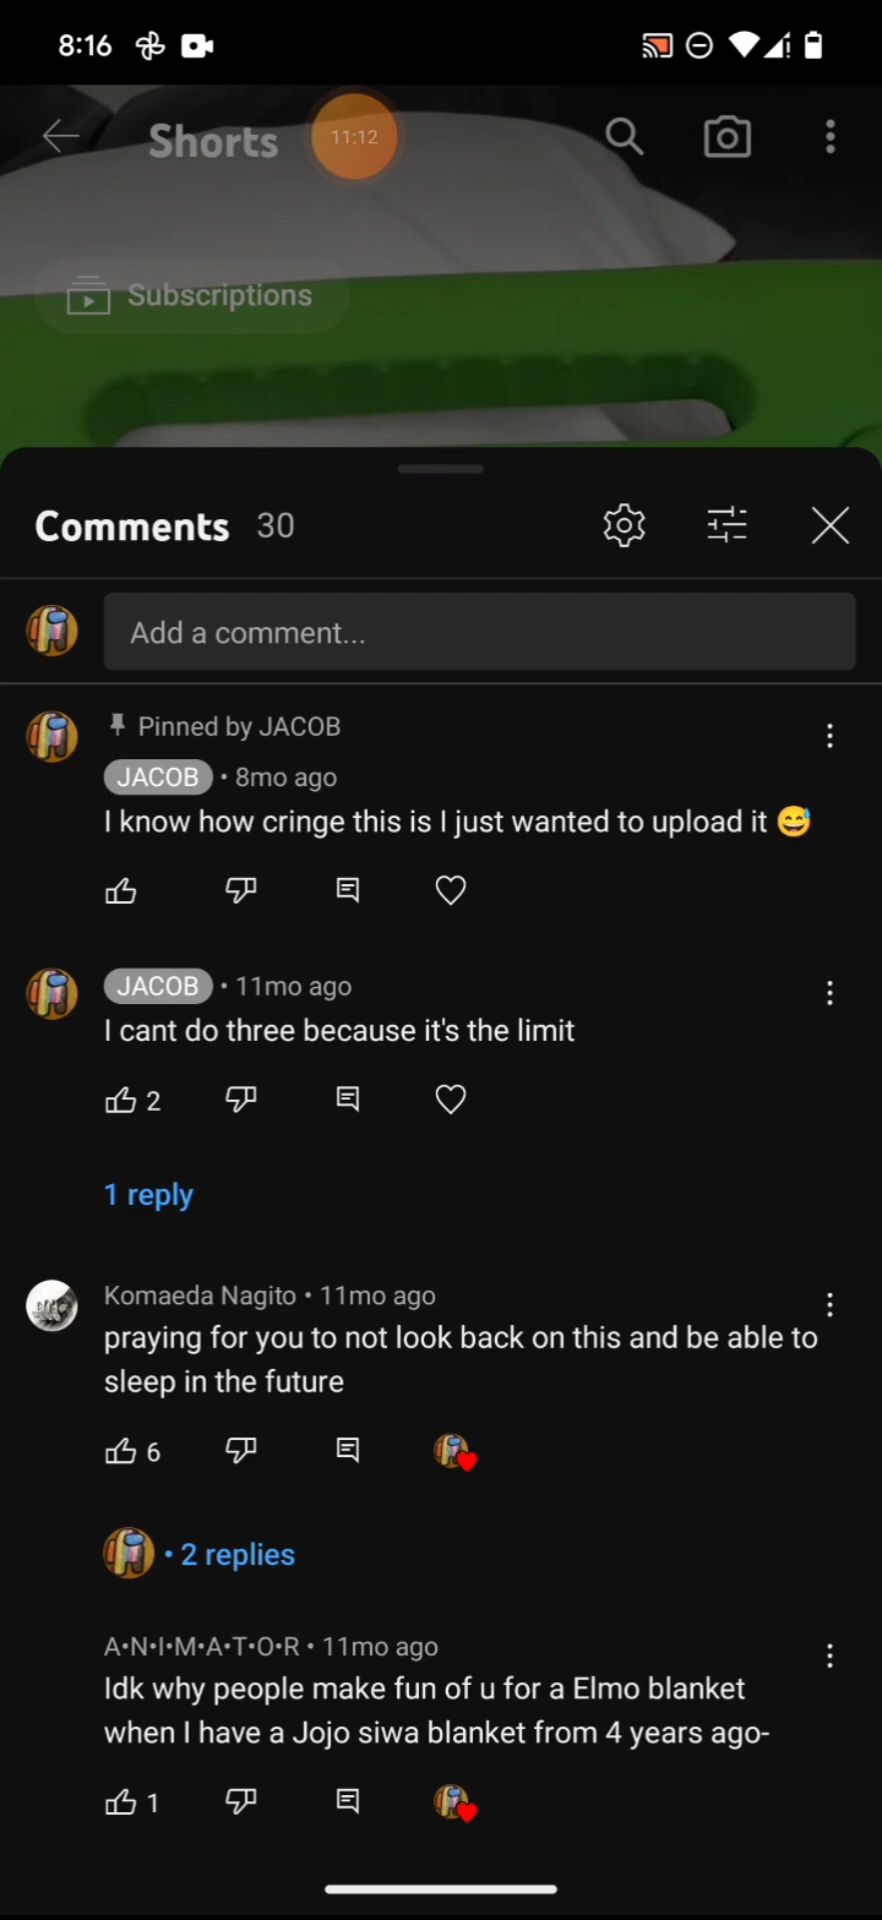 8:16
Shorts
11:12
Subscriptions
Comments 30
Add a comment...
Pinned by JACOB
JACOB • 8mo ago
I know how cringe this is I just wanted to upload it 😅
JACOB • 11mo ago
I cant do three because it's the limit
2
1 reply
Komaeda Nagito • 11mo ago
praying for you to not look back on this and be able to
sleep in the future
6
• 2 replies
A•N•I•M•A•T•O•R • 11mo ago
Idk why people make fun of u for a Elmo blanket
when I have a Jojo siwa blanket from 4 years ago-
1